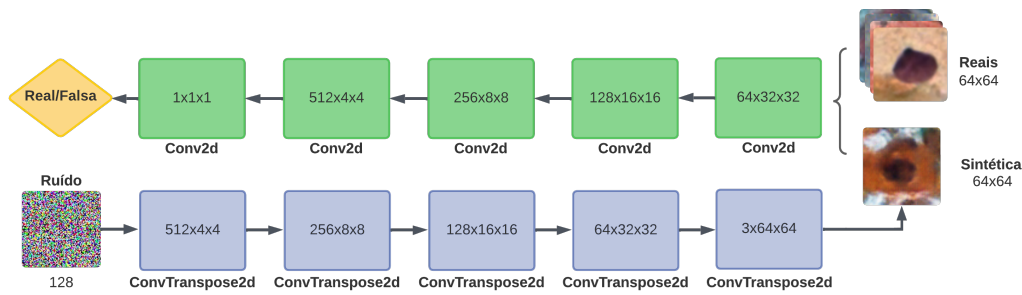 Real/Falsa
1x1x1
512x4x4
256x8x8
128x16x16
64x32x32
Conv2d
Conv2d
Conv2d
Conv2d
Conv2d
Reais
64x64
Sintética
64x64
Ruído
128
512x4x4
256x8x8
128x16x16
64x32x32
3x64x64
ConvTranspose2d
ConvTranspose2d
ConvTranspose2d
ConvTranspose2d
ConvTranspose2d